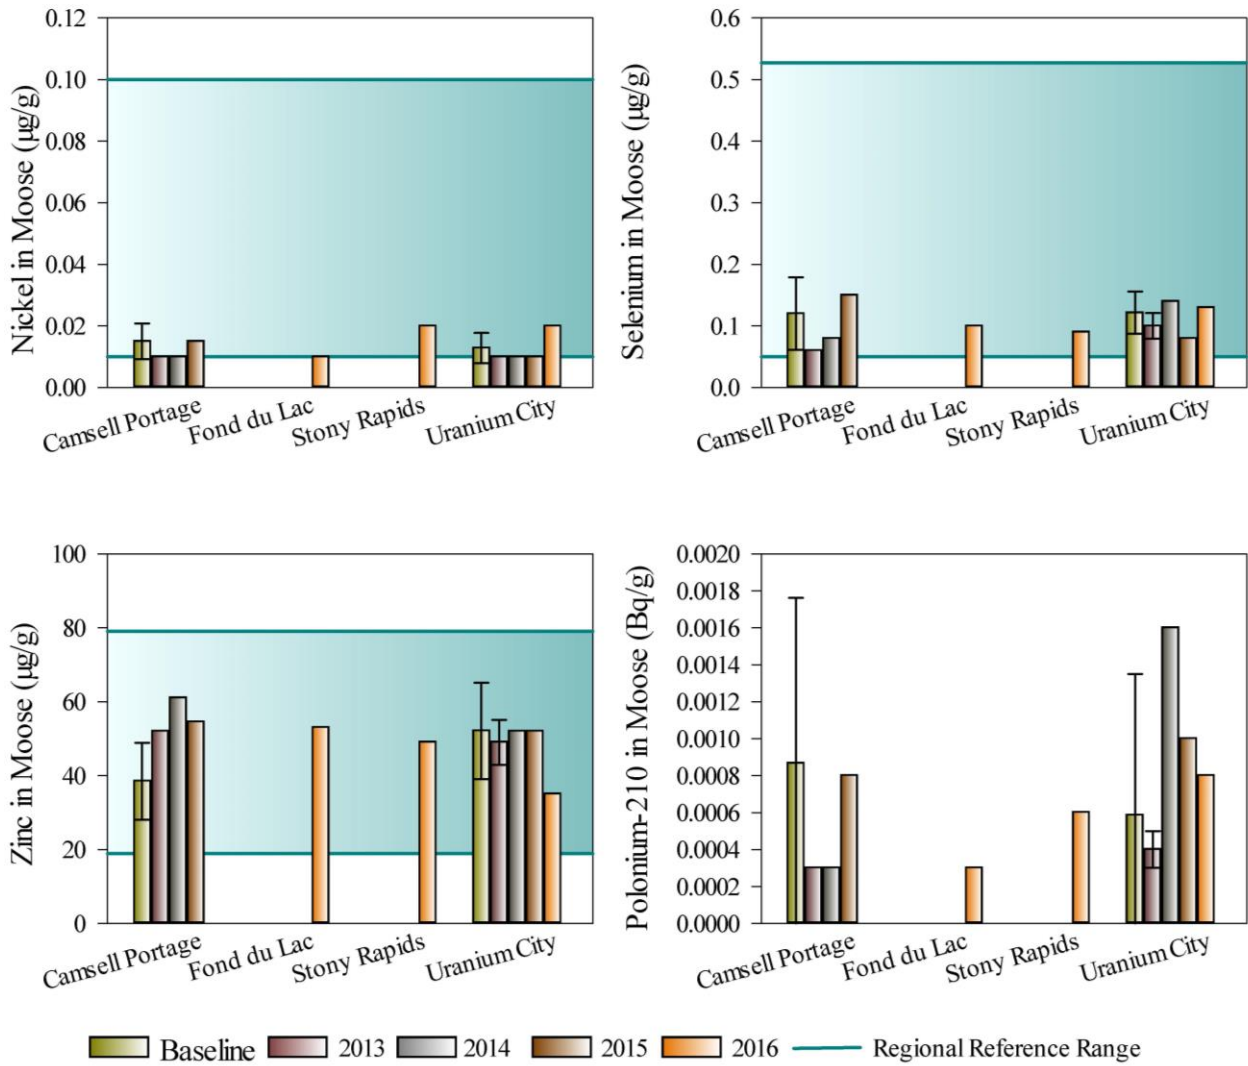 Nickel in Moose (µg/g)
0.12
0.10
0.08
0.06
0.04
0.02
0.00
Camsell Portage
Fond du Lac
Stony Rapids
Uranium City
Selenium in Moose (µg/g)
0.6
0.5
0.4
0.3
0.2
0.1
0.0
Camsell Portage
Fond du Lac
Stony Rapids
Uranium City
Zinc in Moose (µg/g)
100
80
60
40
20
0
Camsell Portage
Fond du Lac
Stony Rapids
Uranium City
Polonium-210 in Moose (Bq/g)
0.0020
0.0018
0.0016
0.0014
0.0012
0.0010
0.0008
0.0006
0.0004
0.0002
0.0000
Camsell Portage
Fond du Lac
Stony Rapids
Uranium City
Baseline 2013 2014 2015 2016 Regional Reference Range